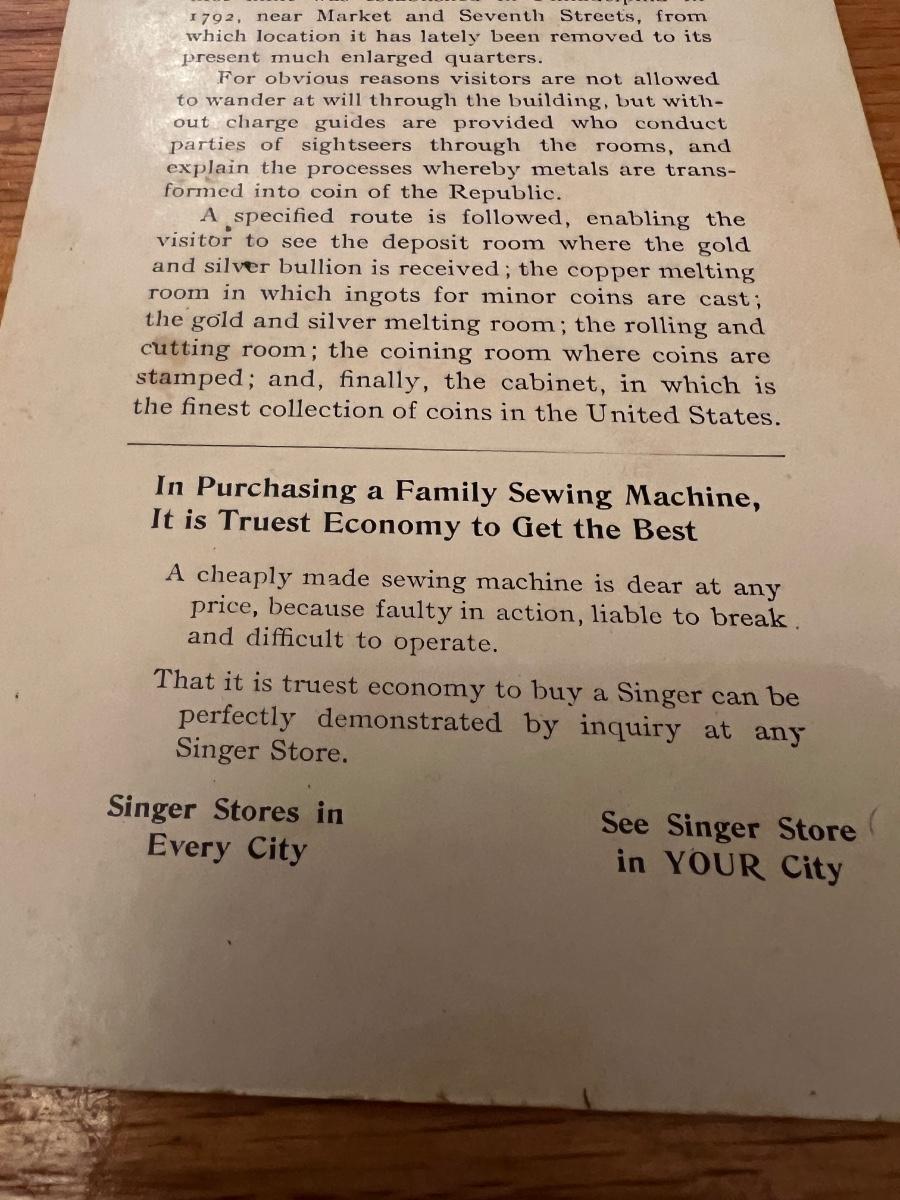 1792, near Market and Seventh Streets, from
which location it has lately been removed to its
present much enlarged quarters.
For obvious reasons visitors are not allowed
to wander at will through the building, but with-
out charge guides are provided who conduct
parties of sightseers through the rooms, and
explain the processes whereby metals are trans-
formed into coin of the Republic.
A specified route is followed, enabling the
visitor to see the deposit room where the gold
and silver bullion is received; the copper melting
room in which ingots for minor coins are cast;
the gold and silver melting room; the rolling and
cutting room; the coining room where coins are
stamped; and, finally, the cabinet, in which is
the finest collection of coins in the United States.
In Purchasing a Family Sewing Machine,
It is Truest Economy to Get the Best
A cheaply made sewing machine is dear at any
price, because faulty in action, liable to break
and difficult to operate.
That it is truest economy to buy a Singer can be
perfectly demonstrated by inquiry at any
Singer Store.
Singer Stores in
Every City
See Singer Store
in YOUR City